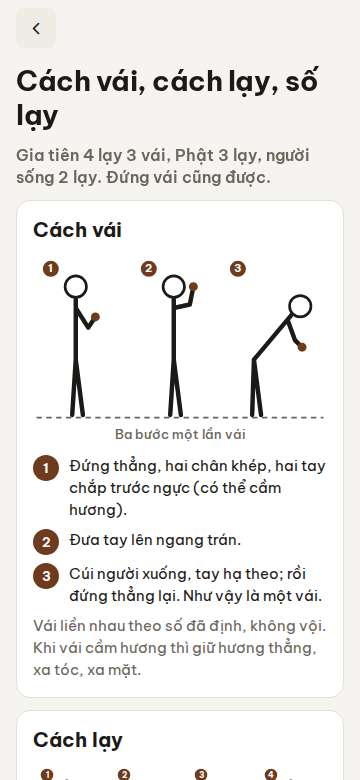 Cách vái, cách lạy, số
lạy
Gia tiên 4 lạy 3 vái, Phật 3 lạy, người
sống 2 lạy. Đứng vái cũng được.
Cách vái
1 2 3
Ba bước một lần vái
1 Đứng thẳng, hai chân khép, hai tay
chắp trước ngực (có thể cầm
hương).
2 Đưa tay lên ngang trán.
3 Cúi người xuống, tay hạ theo; rồi
đứng thẳng lại. Như vậy là một vái.
Vái liền nhau theo số đã định, không vội.
Khi vái cầm hương thì giữ hương thẳng,
xa tóc, xa mặt.
Cách lạy
1 2 3 4